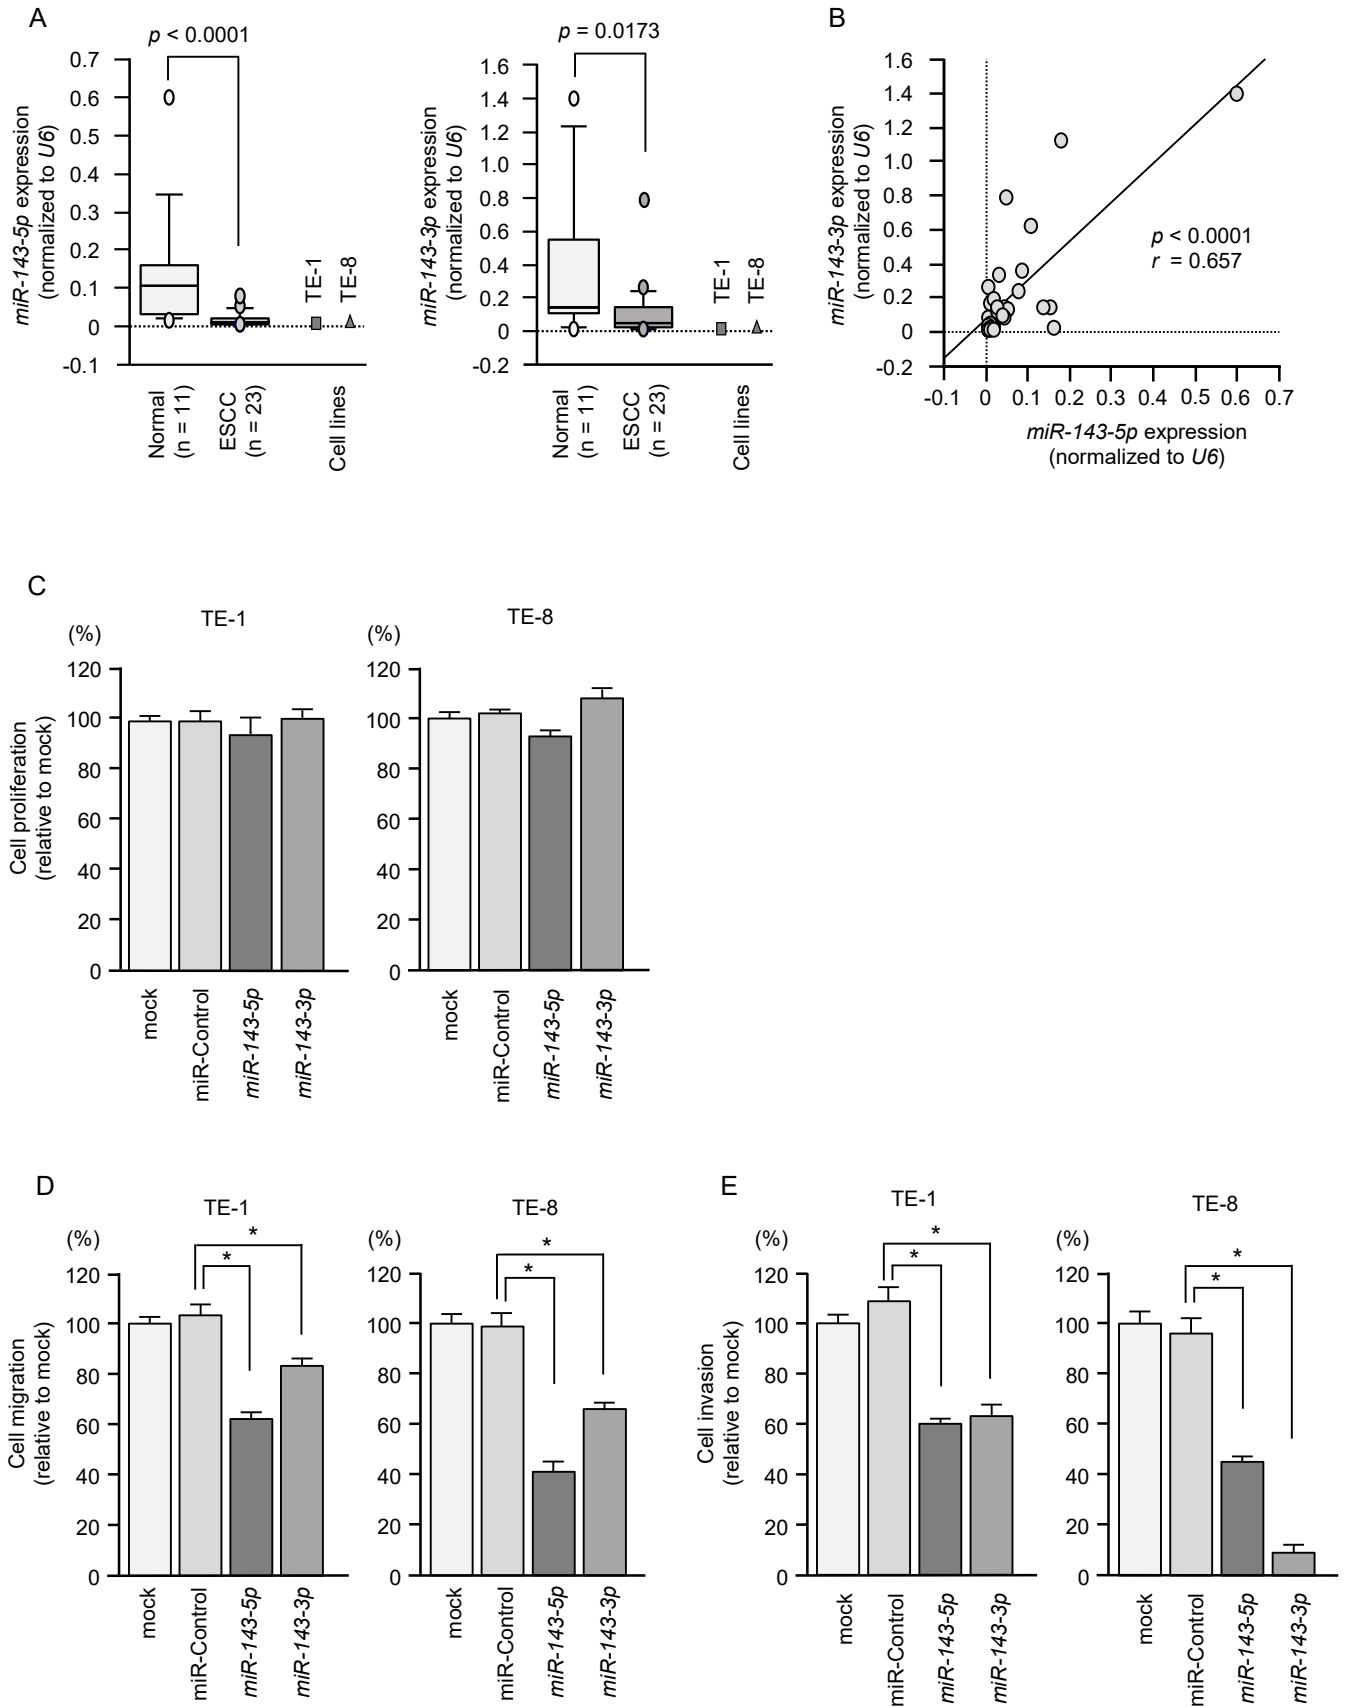 A
p < 0.0001
0.7
0.6
0.5
0.4
0.3
0.2
0.1
0
-0.1
miR-143-5p expression
(normalized to U6)
TE-1
TE-8
Normal
(n = 11)
ESCC
(n = 23)
Cell lines
p = 0.0173
1.6
1.4
1.2
1.0
0.8
0.6
0.4
0.2
0
-0.2
miR-143-3p expression
(normalized to U6)
TE-1
TE-8
Normal
(n = 11)
ESCC
(n = 23)
Cell lines
B
1.6
1.4
1.2
1.0
0.8
0.6
0.4
0.2
0
-0.2
miR-143-3p expression
(normalized to U6)
p < 0.0001
r = 0.657
-0.1 0 0.1 0.2 0.3 0.4 0.5 0.6 0.7
miR-143-5p expression
(normalized to U6)
C
TE-1
(%)
120
100
80
60
40
20
0
Cell proliferation
(relative to mock)
mock
miR-Control
miR-143-5p
miR-143-3p
TE-8
(%)
120
100
80
60
40
20
0
mock
miR-Control
miR-143-5p
miR-143-3p
D
TE-1
(%)
*
*
120
100
80
60
40
20
0
Cell migration
(relative to mock)
mock
miR-Control
miR-143-5p
miR-143-3p
TE-8
(%)
*
*
120
100
80
60
40
20
0
mock
miR-Control
miR-143-5p
miR-143-3p
E
TE-1
(%)
*
*
120
100
80
60
40
20
0
Cell invasion
(relative to mock)
mock
miR-Control
miR-143-5p
miR-143-3p
TE-8
(%)
*
*
120
100
80
60
40
20
0
mock
miR-Control
miR-143-5p
miR-143-3p